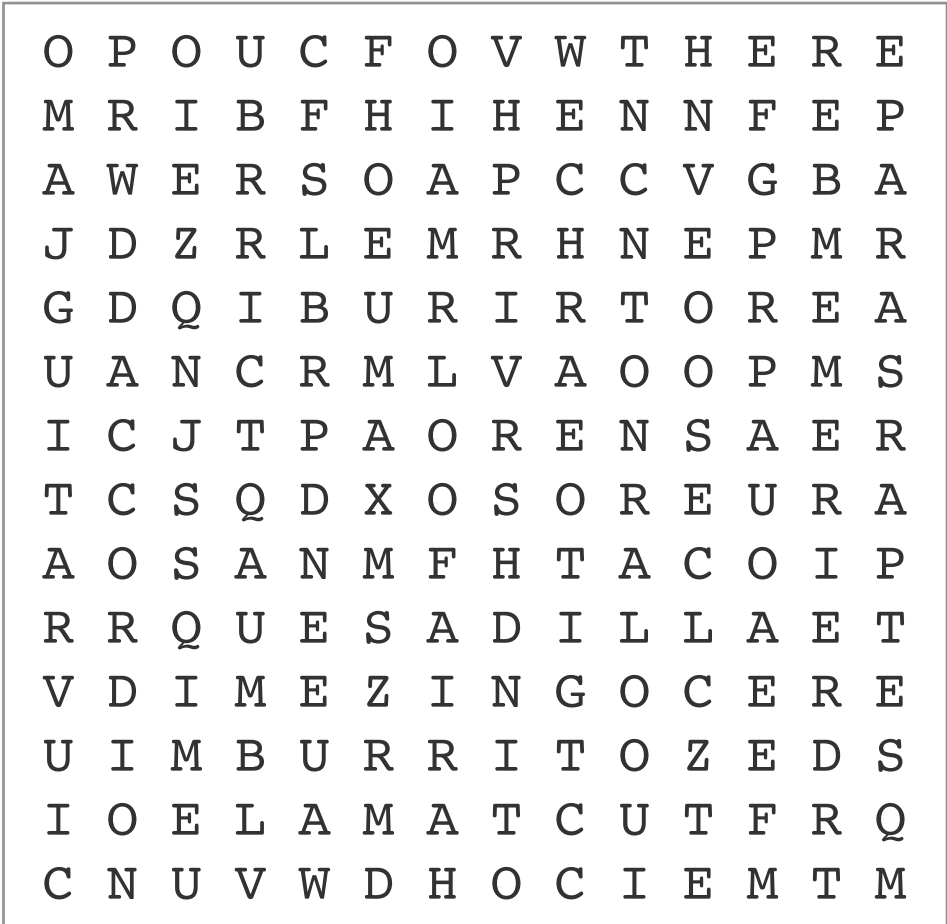 O P O U C F O V W T H E R E
M R I B F H I H E N N F E P
A W E R S O A P C C V G B A
J D Z R L E M R H N E P M R
G D Q I B U R I R T O R E A
U A N C R M L V A O O P M S
I C J T P A O R E N S A E R
T C S Q D X O S O R E U R A
A O S A N M F H T A C O I P
R R Q U E S A D I L L A E T
V D I M E Z I N G O C E R E
U I M B U R R I T O Z E D S
I O E L A M A T C U T F R Q
C N U V W D H O C I E M T M